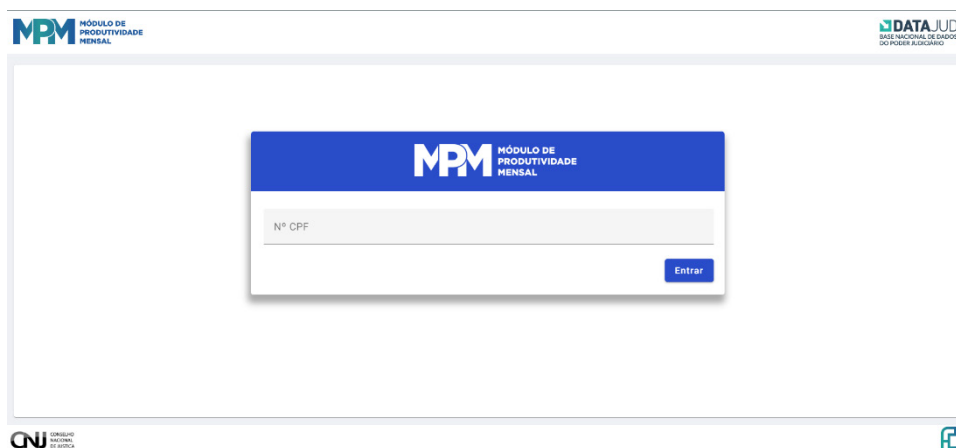 MPM MÓDULO DE
PRODUTIVIDADE
MENSAL
DATAJUD
BASE NACIONAL DE DADOS
DO PODER JUDICIÁRIO
MPM MÓDULO DE
PRODUTIVIDADE
MENSAL
Nº CPF
Entrar
CNJ CONSELHO
NACIONAL
DE JUSTIÇA